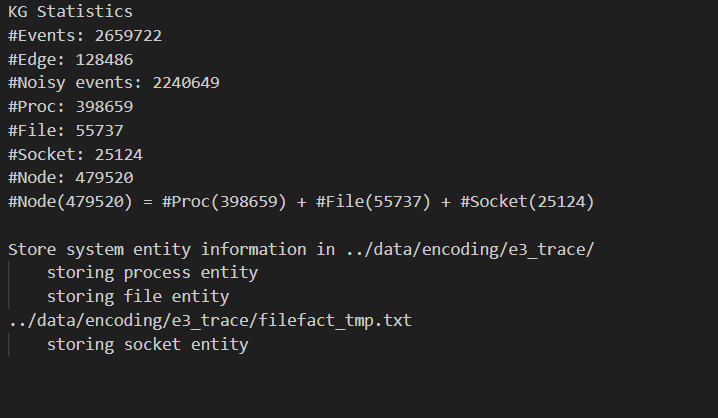 KG Statistics
#Events: 2659722
#Edge: 128486
#Noisy events: 2240649
#Proc: 398659
#File: 55737
#Socket: 25124
#Node: 479520
#Node(479520) = #Proc(398659) + #File(55737) + #Socket(25124)
Store system entity information in ../data/encoding/e3_trace/
storing process entity
storing file entity
../data/encoding/e3_trace/filefact_tmp.txt
storing socket entity